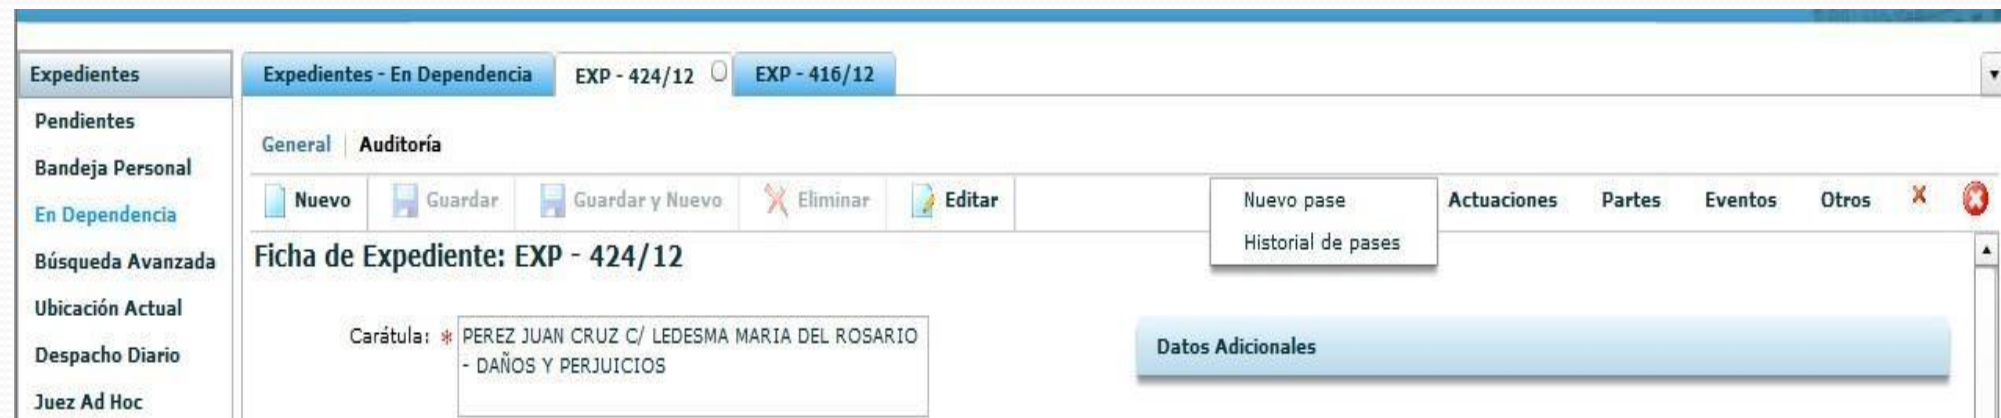 Expedientes
Pendientes
Bandeja Personal
En Dependencia
Búsqueda Avanzada
Ubicación Actual
Despacho Diario
Juez Ad Hoc
Expedientes - En Dependencia EXP - 424/12 EXP - 416/12
General Auditoría
Nuevo Guardar Guardar y Nuevo Eliminar Editar
Nuevo pase
Historial de pases
Actuaciones Partes Eventos Otros
Ficha de Expediente: EXP - 424/12
Carátula: * PEREZ JUAN CRUZ C/ LEDESMA MARIA DEL ROSARIO
- DAÑOS Y PERJUICIOS
Datos Adicionales